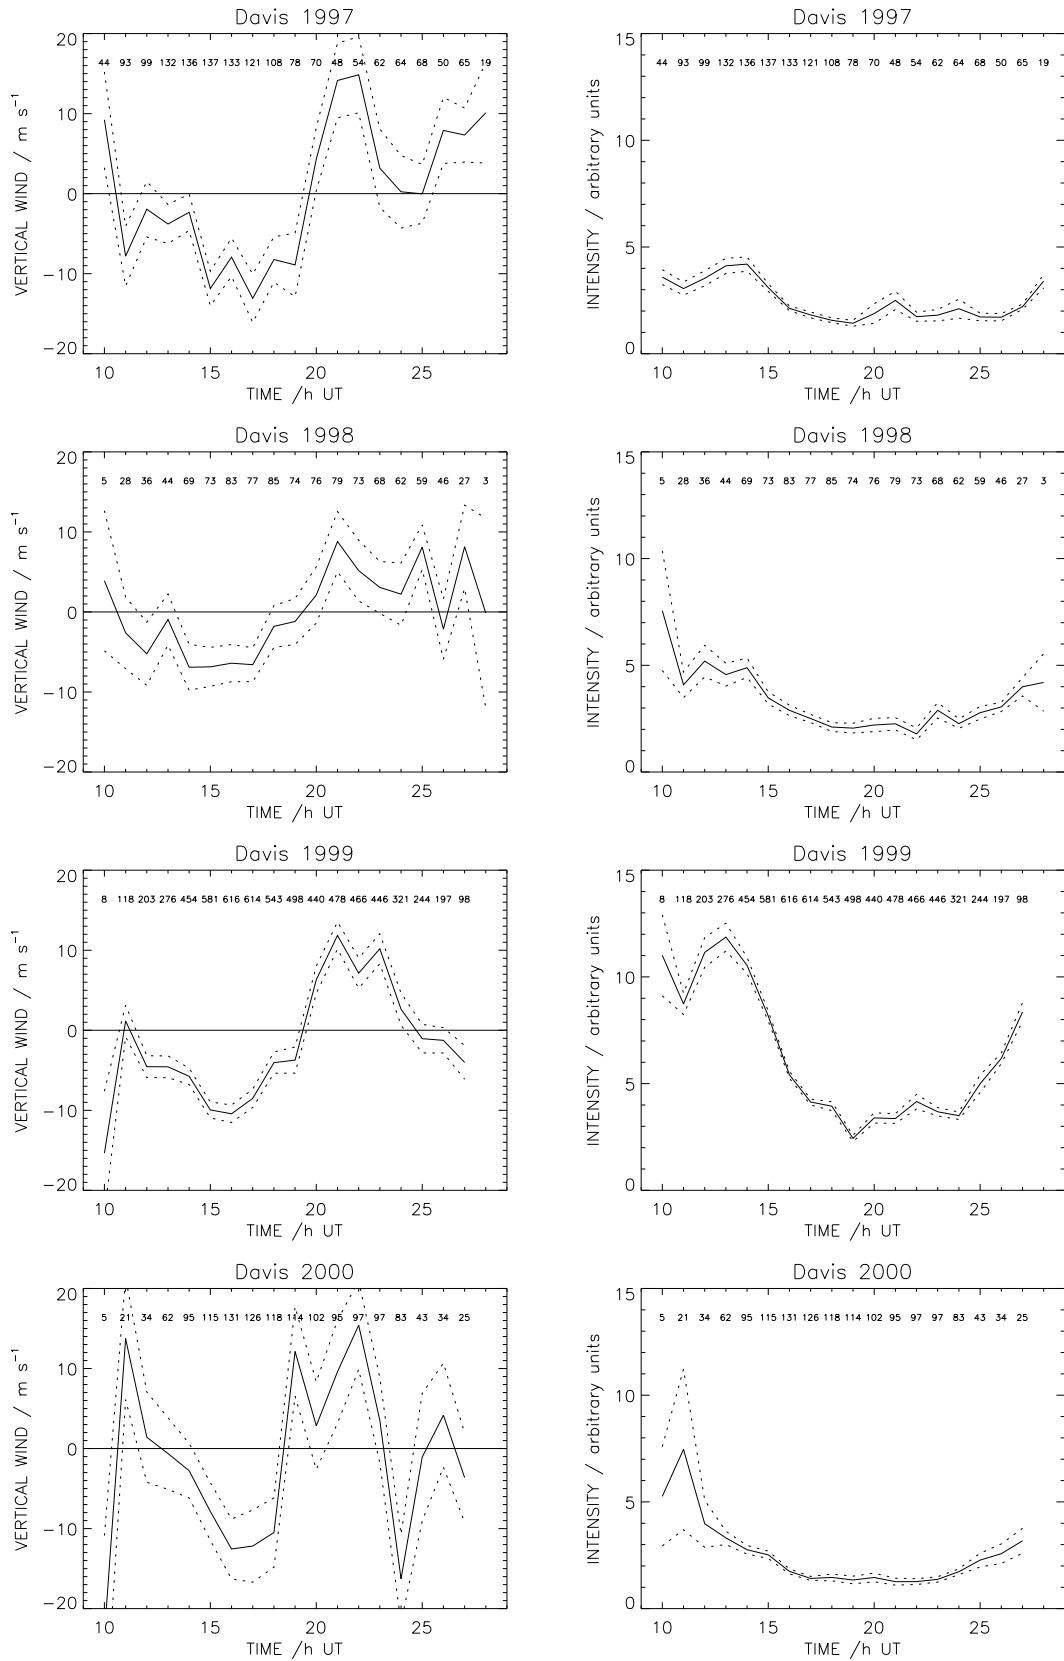 Davis 1997
20
44 93 99 132 136 137 133 121 108 78 70 48 54 62 64 68 50 65 19
10
0
−10
−20
VERTICAL WIND / m s⁻¹
10 15 20 25
TIME /h UT
Davis 1997
15
44 93 99 132 136 137 133 121 108 78 70 48 54 62 64 68 50 65 19
10
5
0
INTENSITY / arbitrary units
10 15 20 25
TIME /h UT
Davis 1998
20
5 28 36 44 69 73 83 77 85 74 76 79 73 68 62 59 46 27 3
10
0
−10
−20
VERTICAL WIND / m s⁻¹
10 15 20 25
TIME /h UT
Davis 1998
15
5 28 36 44 69 73 83 77 85 74 76 79 73 68 62 59 46 27 3
10
5
0
INTENSITY / arbitrary units
10 15 20 25
TIME /h UT
Davis 1999
20
8 118 203 276 454 581 616 614 543 498 440 478 466 446 321 244 197 98
10
0
−10
−20
VERTICAL WIND / m s⁻¹
10 15 20 25
TIME /h UT
Davis 1999
15
8 118 203 276 454 581 616 614 543 498 440 478 466 446 321 244 197 98
10
5
0
INTENSITY / arbitrary units
10 15 20 25
TIME /h UT
Davis 2000
20
5 21 34 62 95 115 131 126 118 114 102 95 97 97 83 43 34 25
10
0
−10
−20
VERTICAL WIND / m s⁻¹
10 15 20 25
TIME /h UT
Davis 2000
15
5 21 34 62 95 115 131 126 118 114 102 95 97 97 83 43 34 25
10
5
0
INTENSITY / arbitrary units
10 15 20 25
TIME /h UT